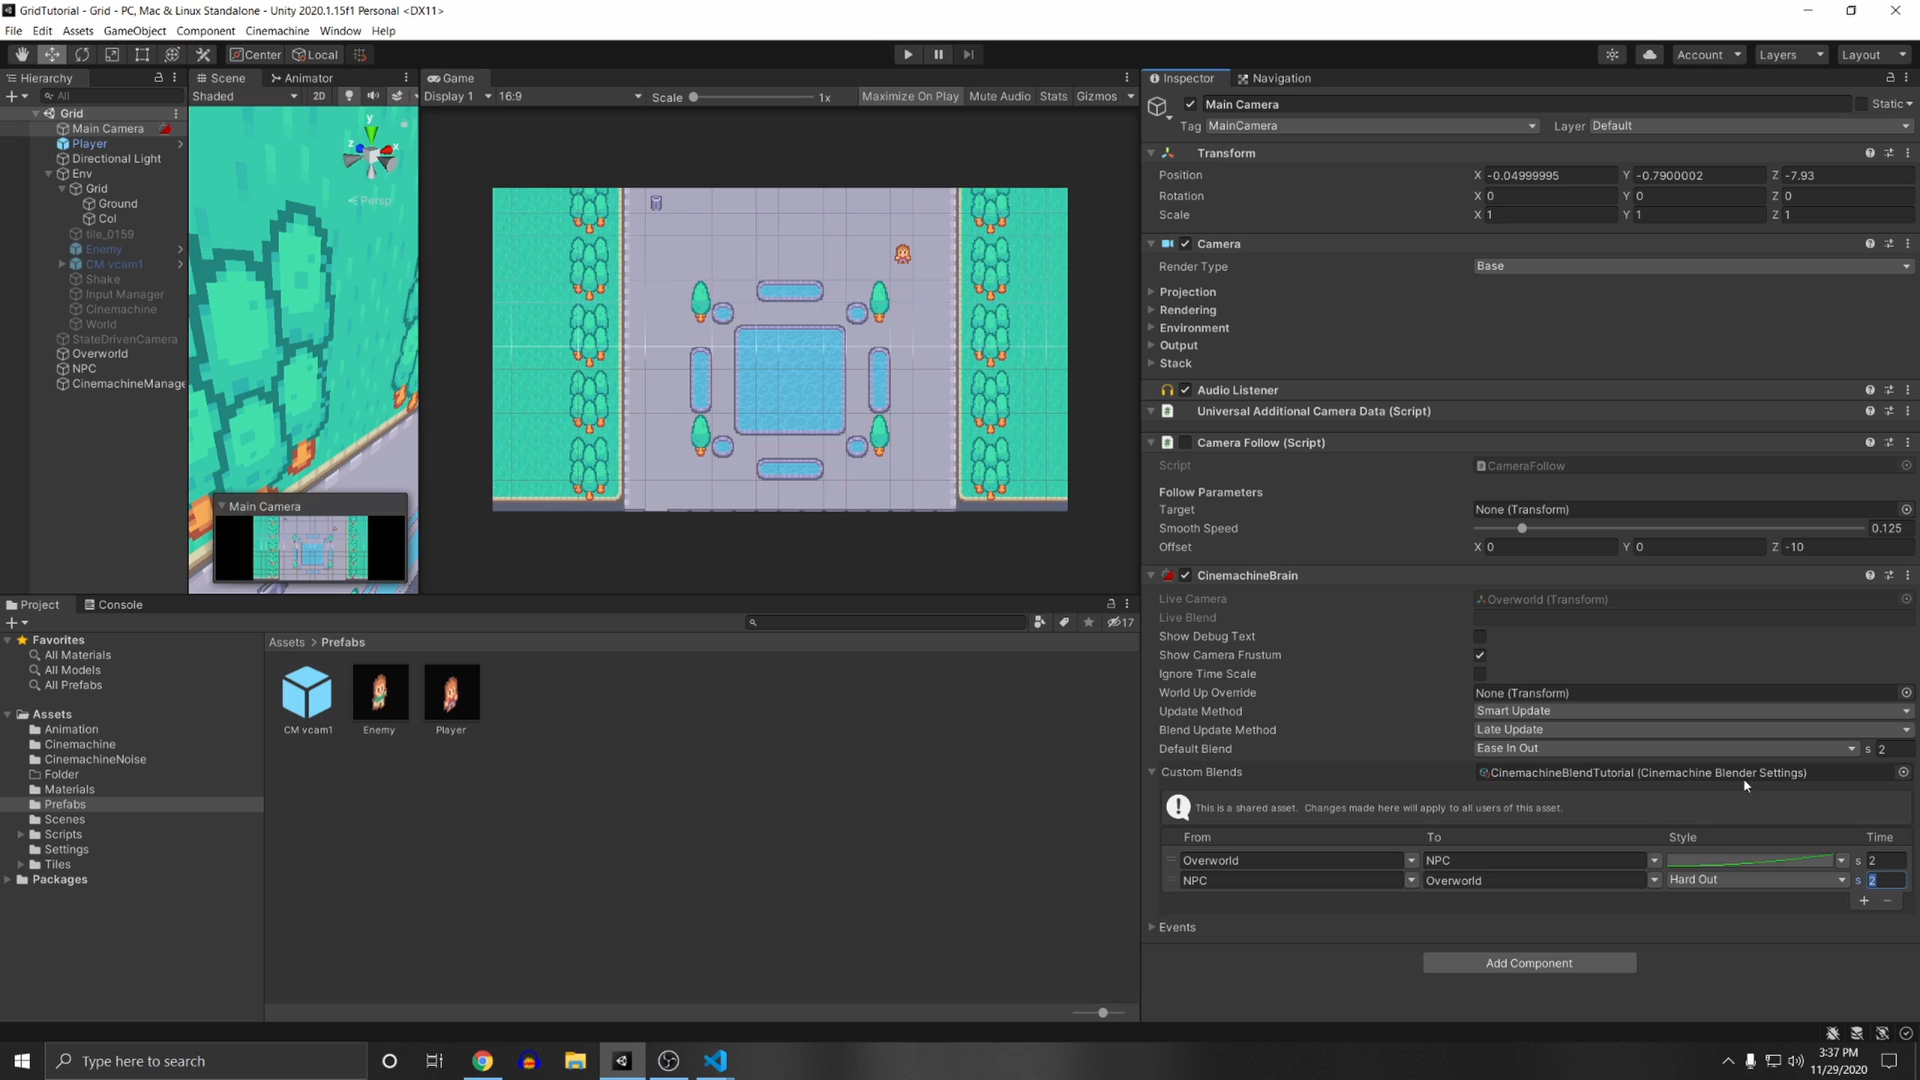 GridTutorial - Grid - PC, Mac & Linux Standalone - Unity 2020.1.15f1 Personal <DX11>
File Edit Assets GameObject Component Cinemachine Window Help
Center Local Account Layers Layout
Hierarchy Scene Animator Game Inspector Navigation
All
Shaded 2D
Display 1 16:9 Scale 1x Maximize On Play Mute Audio Stats Gizmos
Grid
Main Camera
Player
Directional Light
Env
Grid
Ground
Col
tile_0159
Enemy
CM vcam1
Shake
Input Manager
Cinemachine
World
StateDrivenCamera
Overworld
NPC
CinemachineManage
y
z
x
Persp
Main Camera
Main Camera Static
Tag MainCamera Layer Default
Transform
Position X -0.04999995 Y -0.7900002 Z -7.93
Rotation X 0 Y 0 Z 0
Scale X 1 Y 1 Z 1
Camera
Render Type Base
Projection
Rendering
Environment
Output
Stack
Audio Listener
Universal Additional Camera Data (Script)
Camera Follow (Script)
Script CameraFollow
Follow Parameters
Target None (Transform)
Smooth Speed 0.125
Offset X 0 Y 0 Z -10
CinemachineBrain
Live Camera Overworld (Transform)
Live Blend
Show Debug Text
Show Camera Frustum
Ignore Time Scale
World Up Override None (Transform)
Update Method Smart Update
Blend Update Method Late Update
Default Blend Ease In Out s 2
Custom Blends CinemachineBlendTutorial (Cinemachine Blender Settings)
This is a shared asset. Changes made here will apply to all users of this asset.
From To Style Time
Overworld NPC s 2
NPC Overworld Hard Out s 2
Events
Add Component
Project Console
17
Favorites
All Materials
All Models
All Prefabs
Assets
Animation
Cinemachine
CinemachineNoise
Folder
Materials
Prefabs
Scenes
Scripts
Settings
Tiles
Packages
Assets > Prefabs
CM vcam1 Enemy Player
Type here to search
3:37 PM
11/29/2020